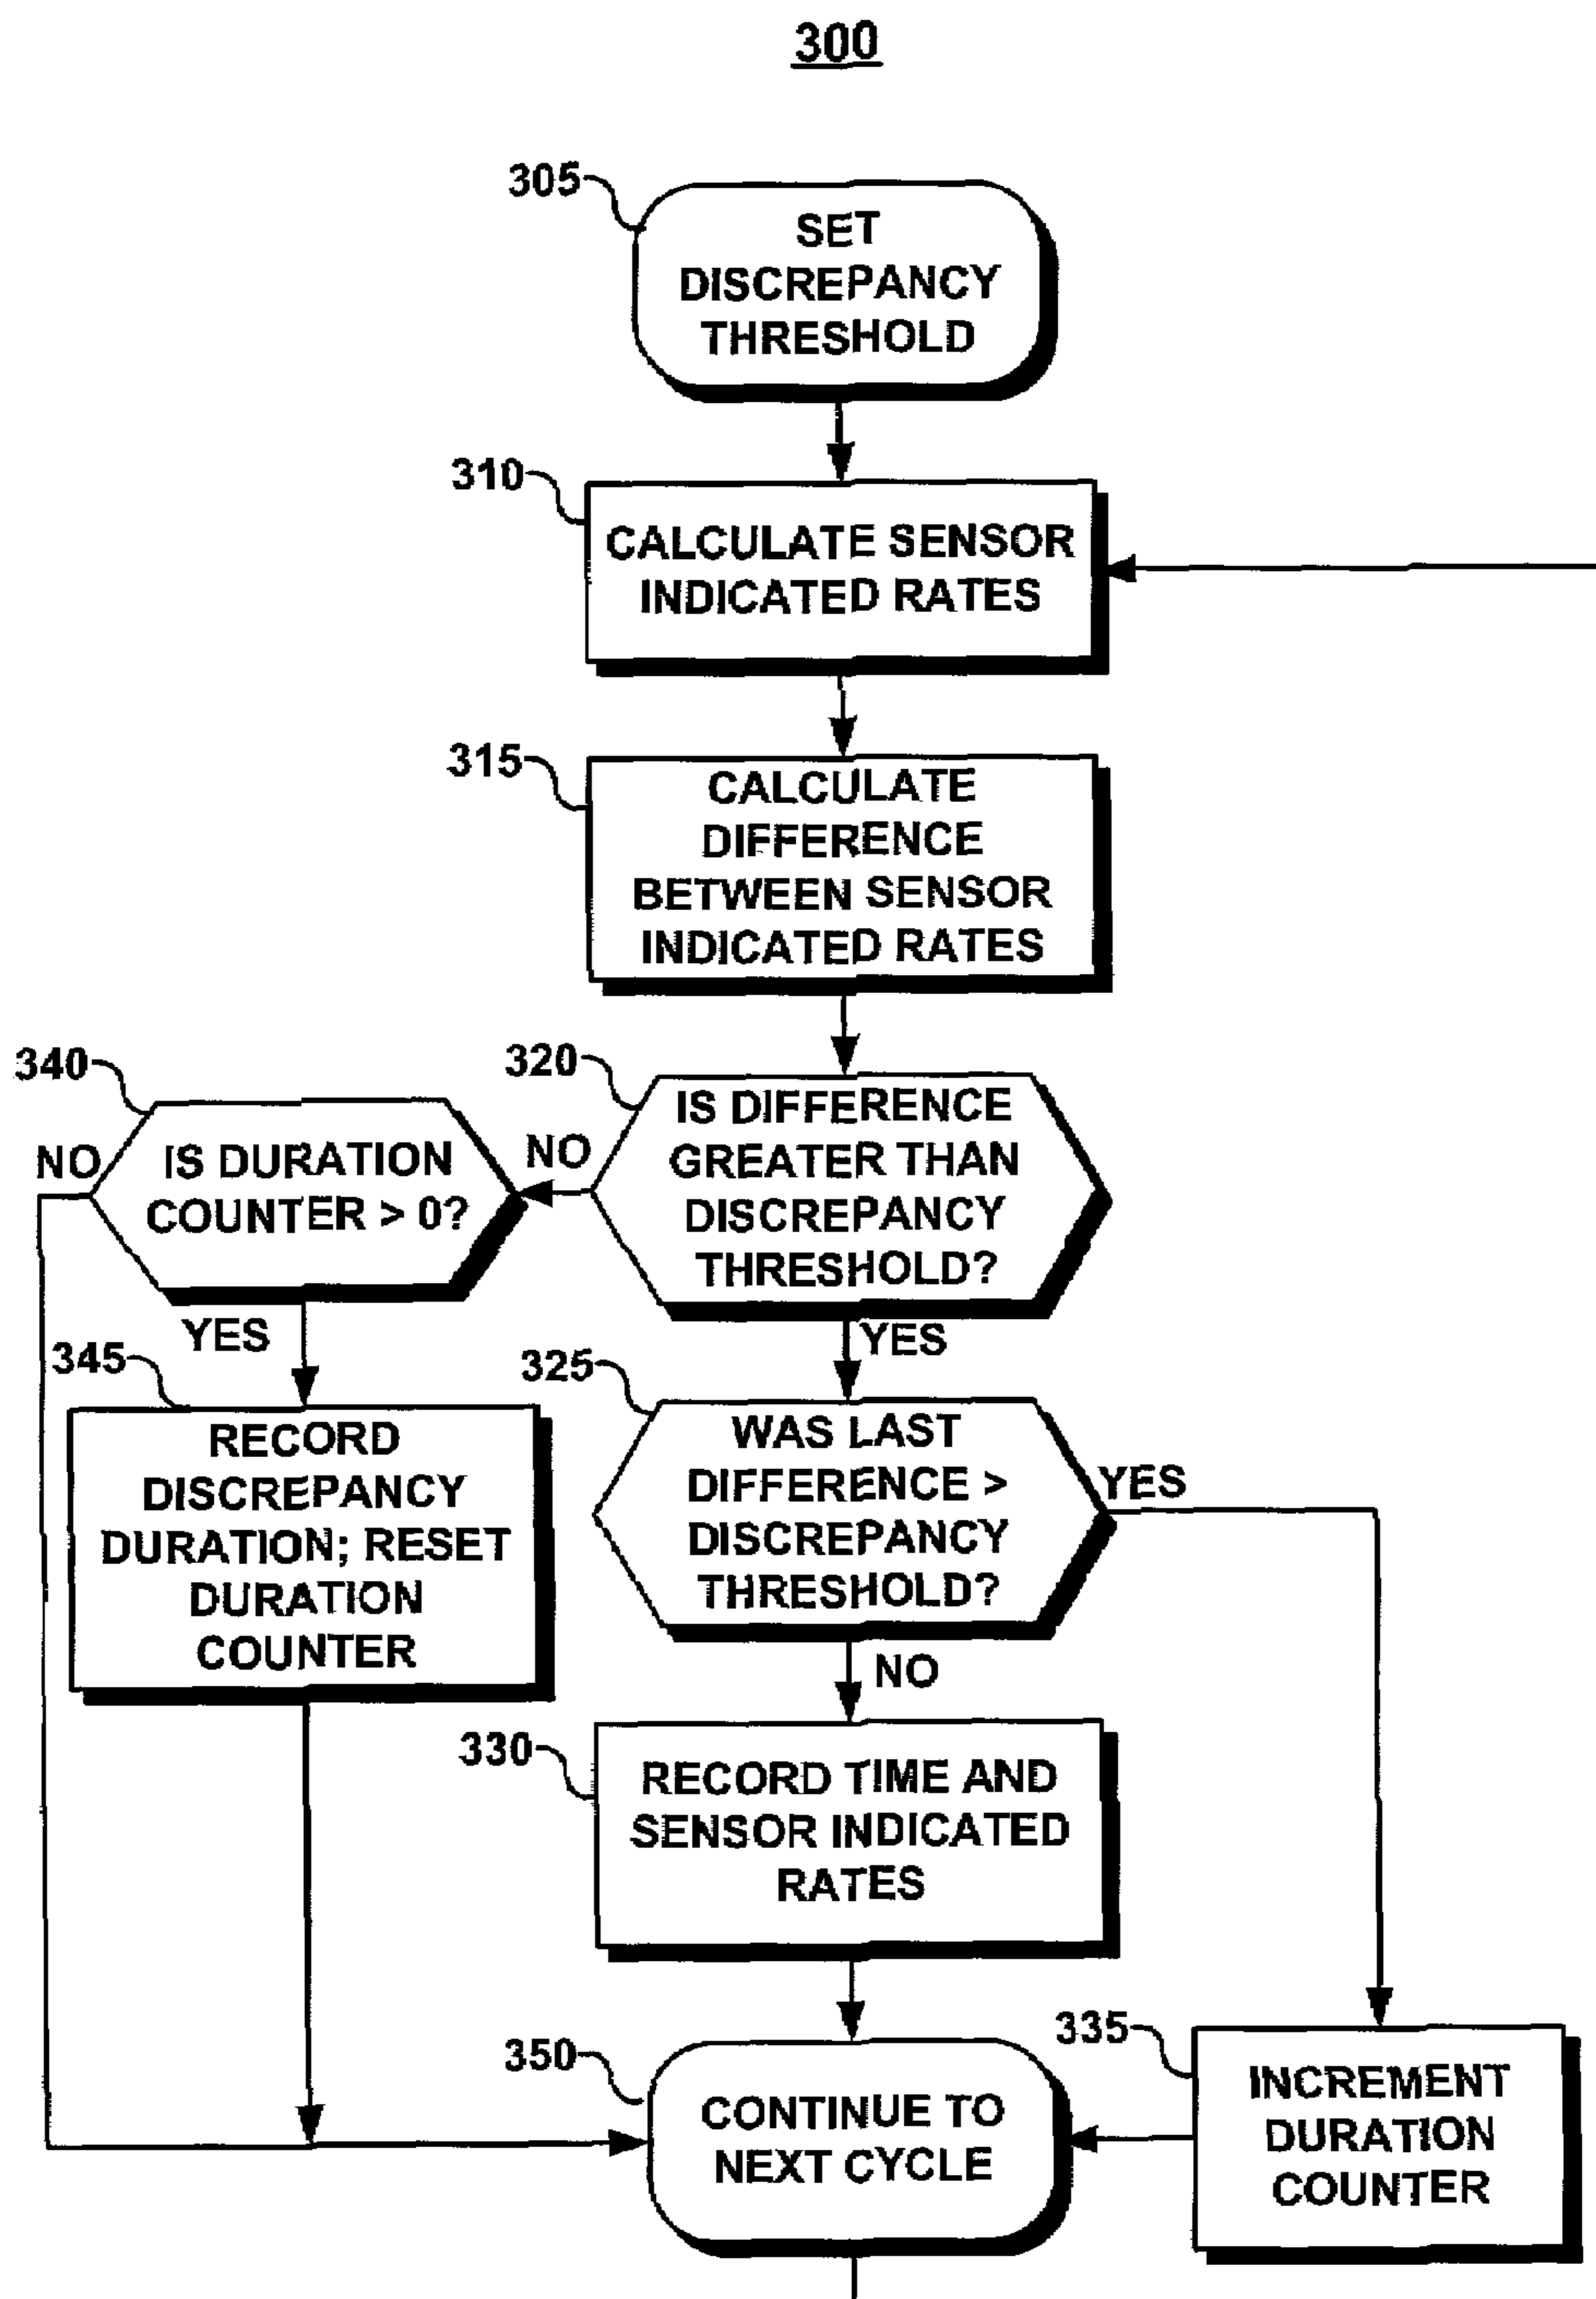 300
305
SET
DISCREPANCY
THRESHOLD
310
CALCULATE SENSOR
INDICATED RATES
315
CALCULATE
DIFFERENCE
BETWEEN SENSOR
INDICATED RATES
340
NO
IS DURATION
COUNTER > 0?
NO
320
IS DIFFERENCE
GREATER THAN
DISCREPANCY
THRESHOLD?
YES
YES
345
RECORD
DISCREPANCY
DURATION; RESET
DURATION
COUNTER
325
WAS LAST
DIFFERENCE >
DISCREPANCY
THRESHOLD?
YES
NO
330
RECORD TIME AND
SENSOR INDICATED
RATES
350
CONTINUE TO
NEXT CYCLE
335
INCREMENT
DURATION
COUNTER